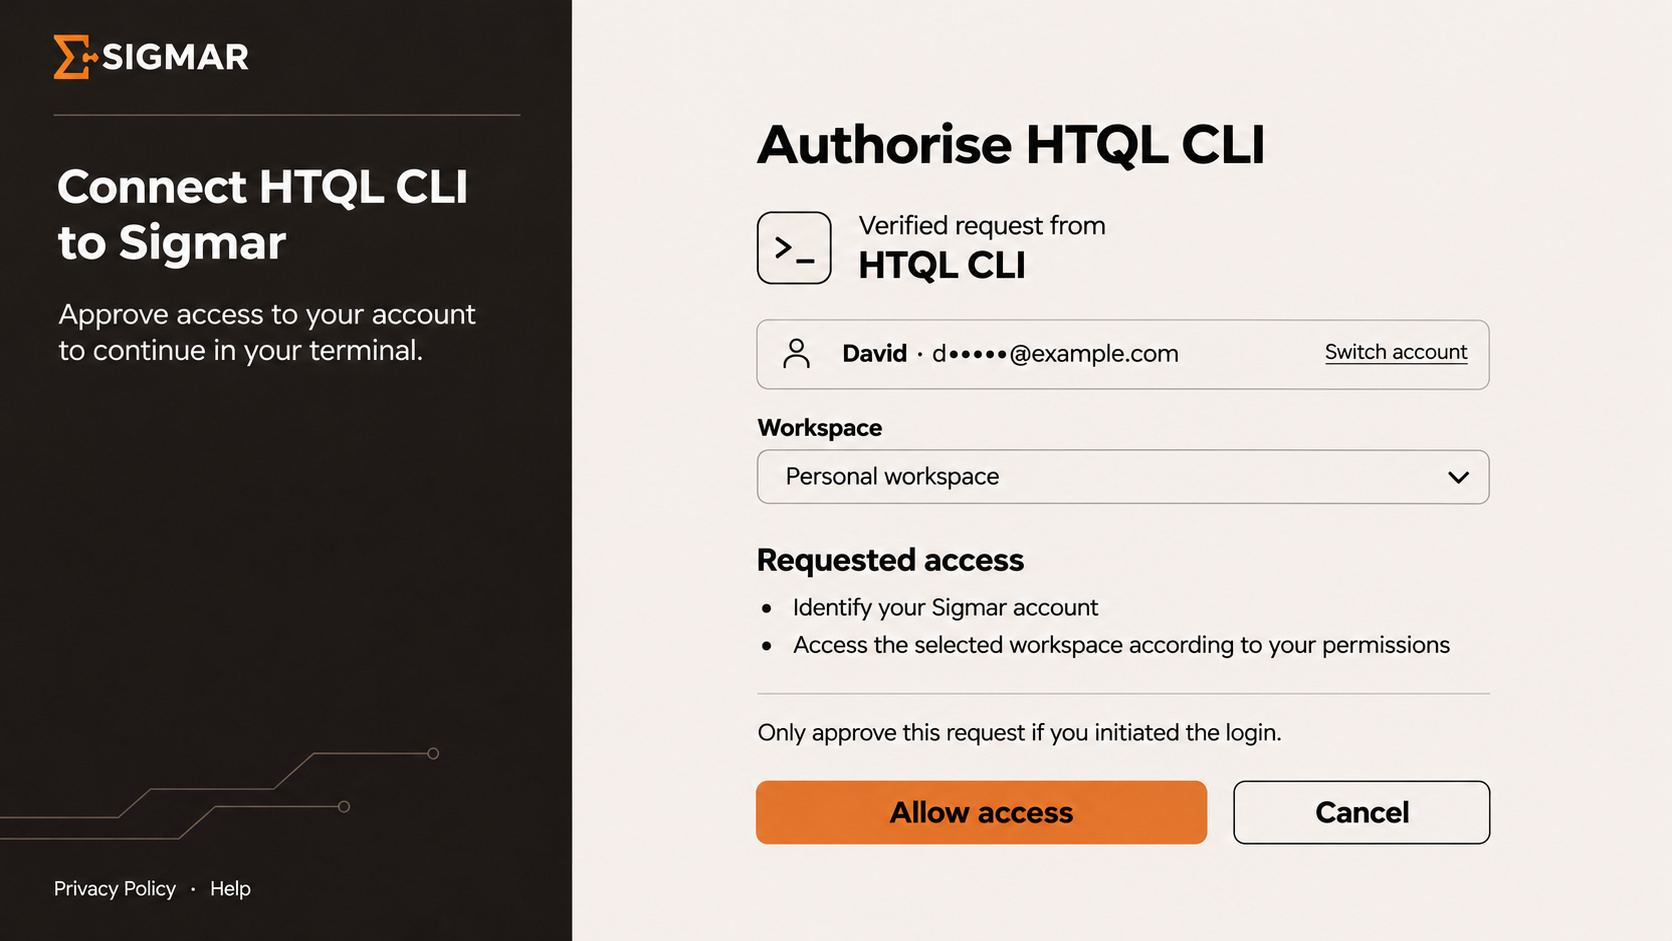 SIGMAR
Connect HTQL CLI
to Sigmar
Approve access to your account
to continue in your terminal.
Privacy Policy · Help
Authorise HTQL CLI
>_
Verified request from
HTQL CLI
David · d•••••@example.com
Switch account
Workspace
Personal workspace
Requested access
• Identify your Sigmar account
• Access the selected workspace according to your permissions
Only approve this request if you initiated the login.
Allow access
Cancel